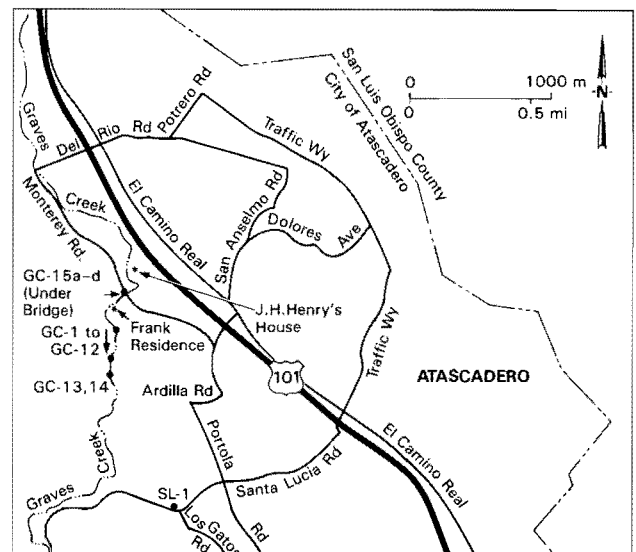 San Luis Obispo County
City of Atascadero
0 1000 m
0 0.5 mi
-N-
Graves
Del Rio Rd
Potrero Rd
Traffic Wy
Monterey Rd.
Creek
El Camino Real
San Anselmo Rd
Dolores Ave
GC-15a-d
(Under
Bridge)
J.H.Henry's
House
Frank
Residence
GC-1 to
GC-12
GC-13,14
Ardilla Rd
101
Traffic Wy
ATASCADERO
Portola
Rd
El Camino Real
Santa Lucia Rd
Creek
Graves
SL-1
Los Gatos
Rd